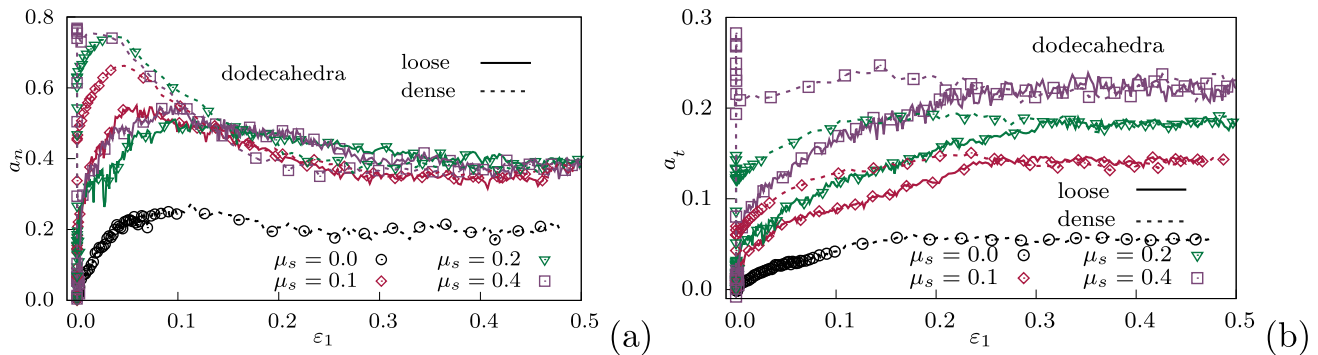 0.8
0.6
0.4
0.2
0.0
a_n
dodecahedra
loose
dense
μ_s = 0.0
μ_s = 0.1
μ_s = 0.2
μ_s = 0.4
0.0 0.1 0.2 0.3 0.4 0.5
ε_1
(a)
0.3
0.2
0.1
0.0
a_t
dodecahedra
loose
dense
μ_s = 0.0
μ_s = 0.1
μ_s = 0.2
μ_s = 0.4
0.0 0.1 0.2 0.3 0.4 0.5
ε_1
(b)